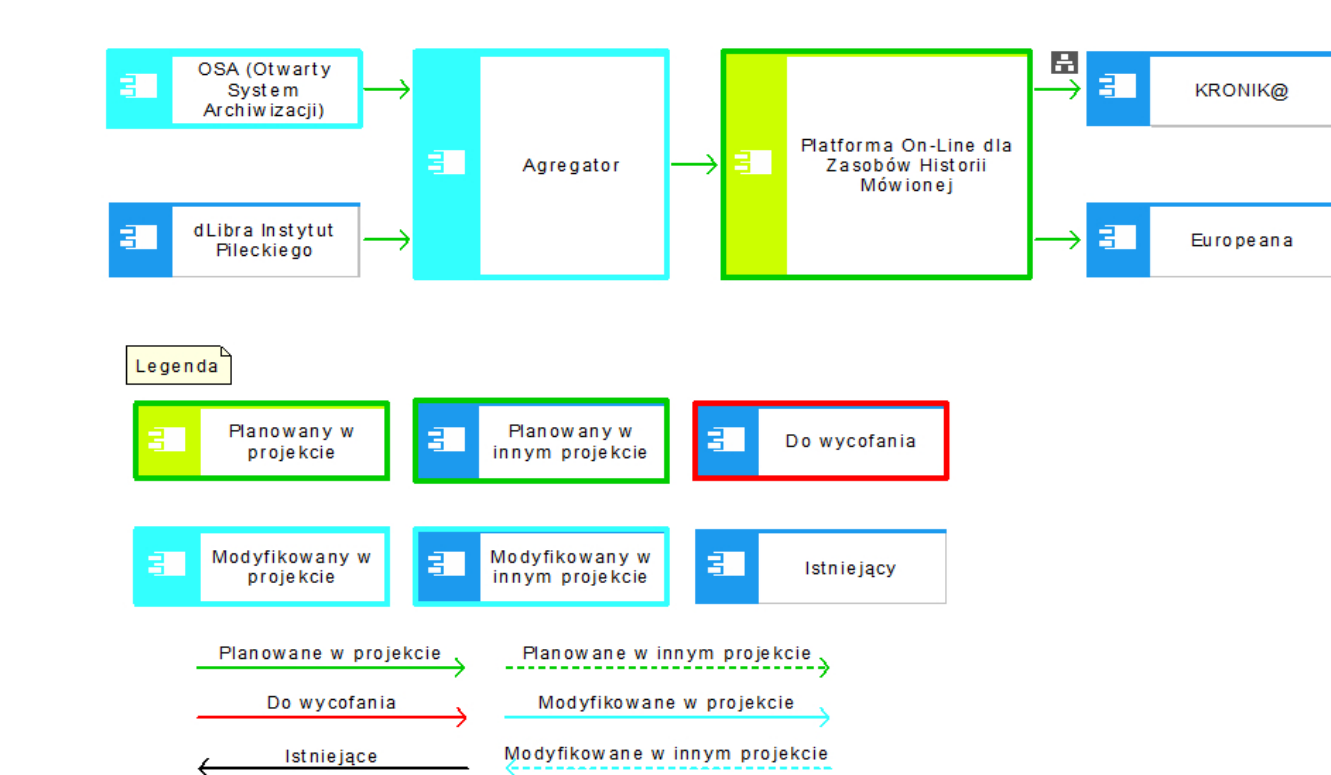 OSA (Otwarty
System
Archiwizacji)
Agregator
Platforma On-Line dla
Zasobów Historii
Mówionej
KRONIK@
dLibra Instytut
Pileckiego
Europeana
Legenda
Planowany w
projekcie
Planowany w
innym projekcie
Do wycofania
Modyfikowany w
projekcie
Modyfikowany w
innym projekcie
Istniejący
Planowane w projekcie
Planowane w innym projekcie
Do wycofania
Modyfikowane w projekcie
Istniejące
Modyfikowane w innym projekcie